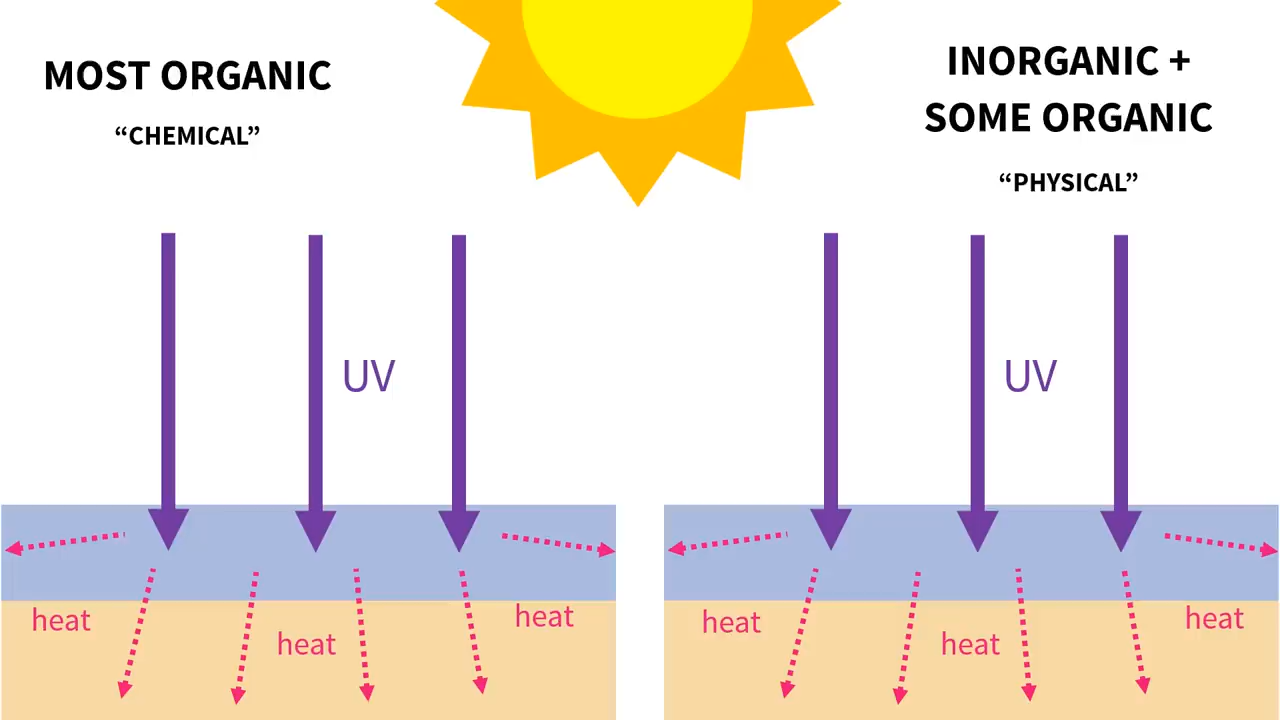 MOST ORGANIC
“CHEMICAL”
INORGANIC +
SOME ORGANIC
“PHYSICAL”
UV
UV
heat
heat
heat
heat
heat
heat